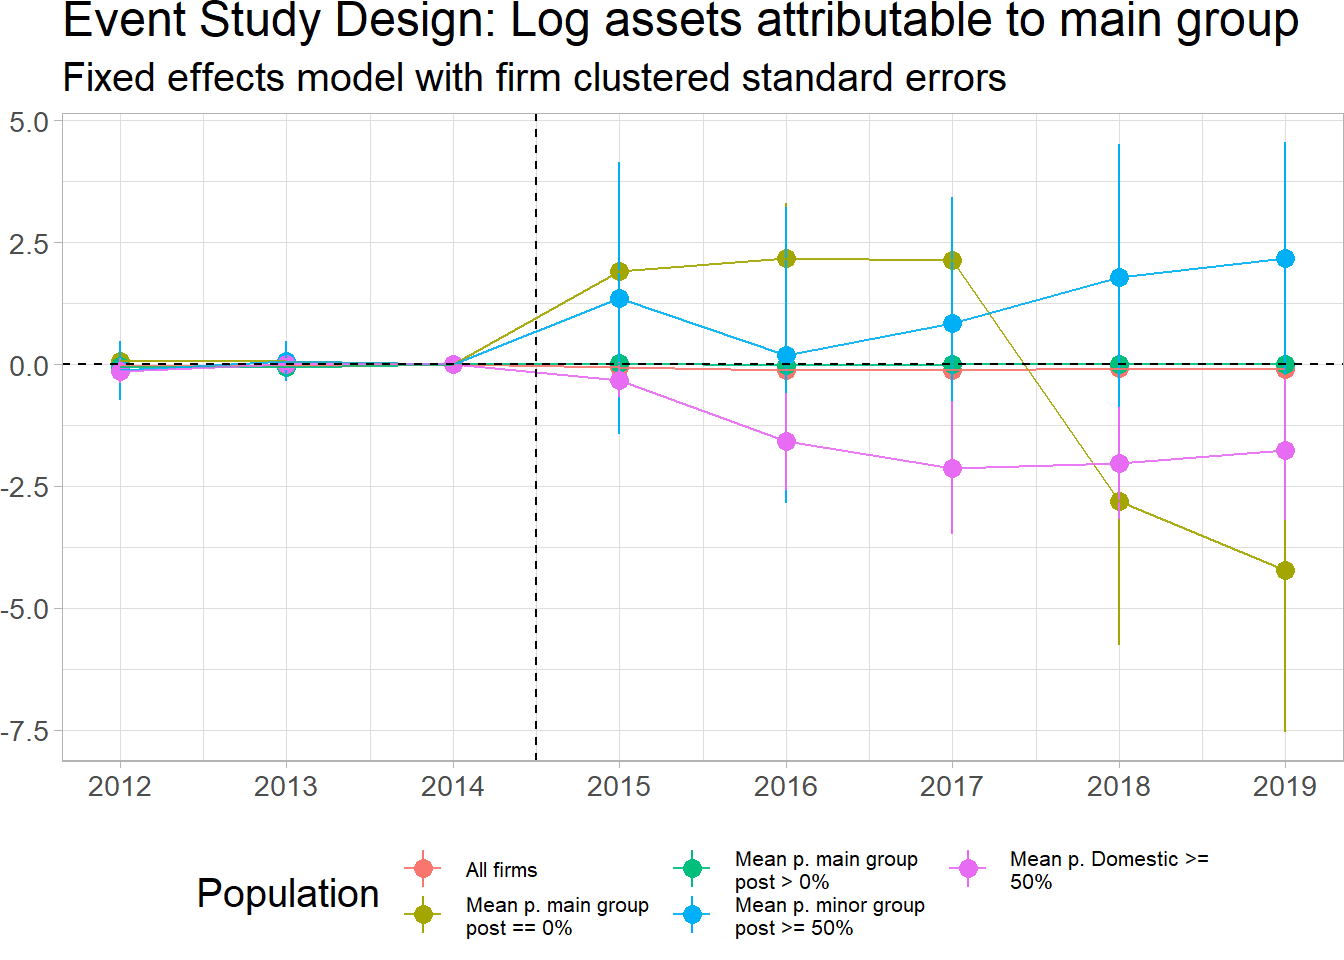 Event Study Design: Log assets attributable to main group
Fixed effects model with firm clustered standard errors
5.0
2.5
0.0
-2.5
-5.0
-7.5
2012 2013 2014 2015 2016 2017 2018 2019
Population
All firms
Mean p. main group
post == 0%
Mean p. main group
post > 0%
Mean p. minor group
post >= 50%
Mean p. Domestic >=
50%